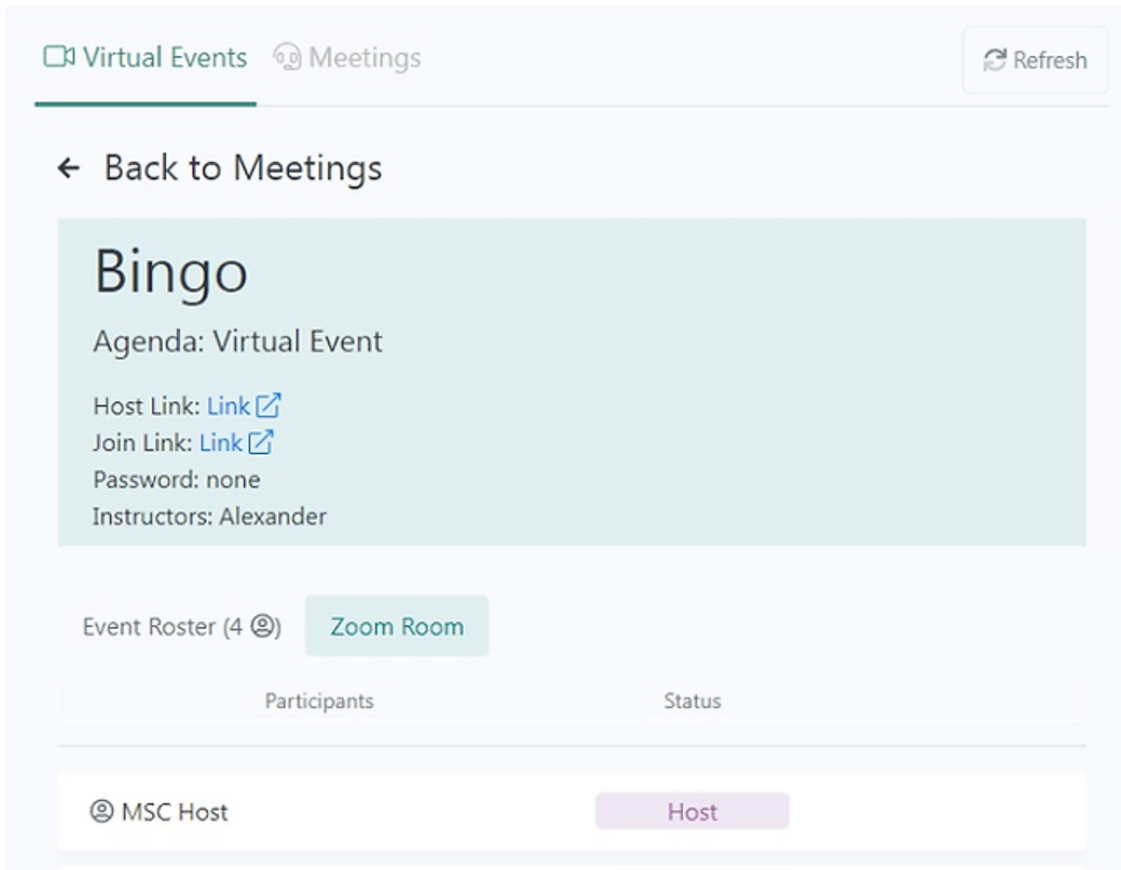 Virtual Events Meetings Refresh
← Back to Meetings
Bingo
Agenda: Virtual Event
Host Link: Link
Join Link: Link
Password: none
Instructors: Alexander
Event Roster (4) Zoom Room
Participants Status
MSC Host Host